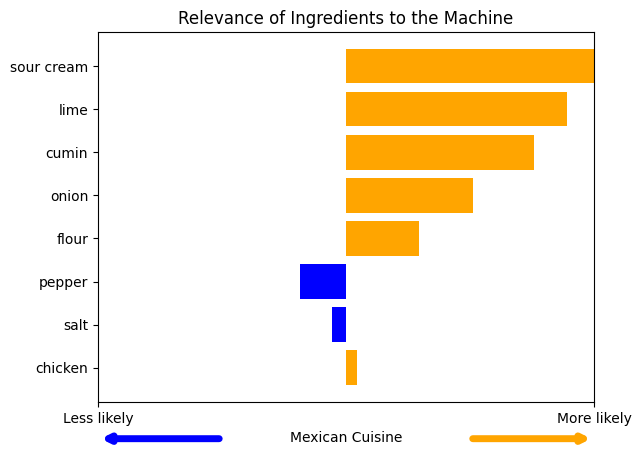 Relevance of Ingredients to the Machine
sour cream
lime
cumin
onion
flour
pepper
salt
chicken
Less likely
More likely
Mexican Cuisine